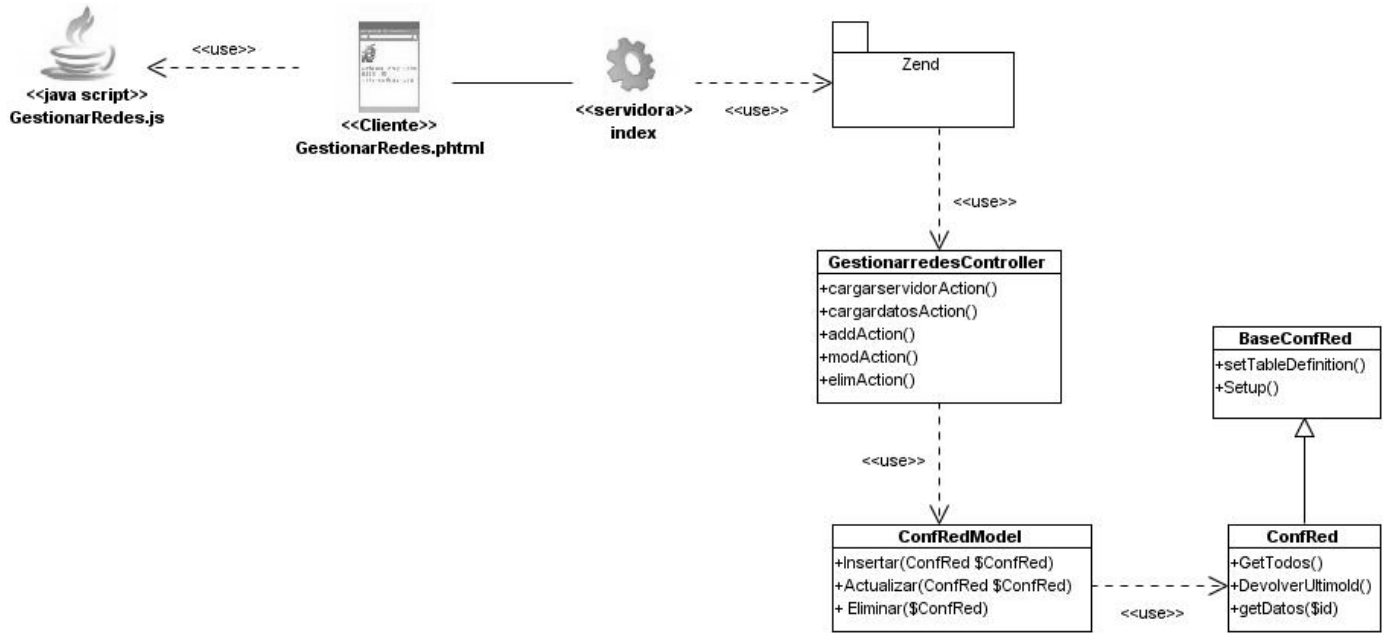 <<use>>
<<java script>>
GestionarRedes.js
<<Cliente>>
GestionarRedes.phtml
<<servidora>>
index
<<use>>
Zend
<<use>>
GestionarredesController
+cargarservidorAction()
+cargardatosAction()
+addAction()
+modAction()
+elimAction()
BaseConfRed
+setTableDefinition()
+Setup()
<<use>>
ConfRedModel
+Insertar(ConfRed $ConfRed)
+Actualizar(ConfRed $ConfRed)
+ Eliminar($ConfRed)
<<use>>
ConfRed
+GetTodos()
+DevolverUltimoId()
+getDatos($id)